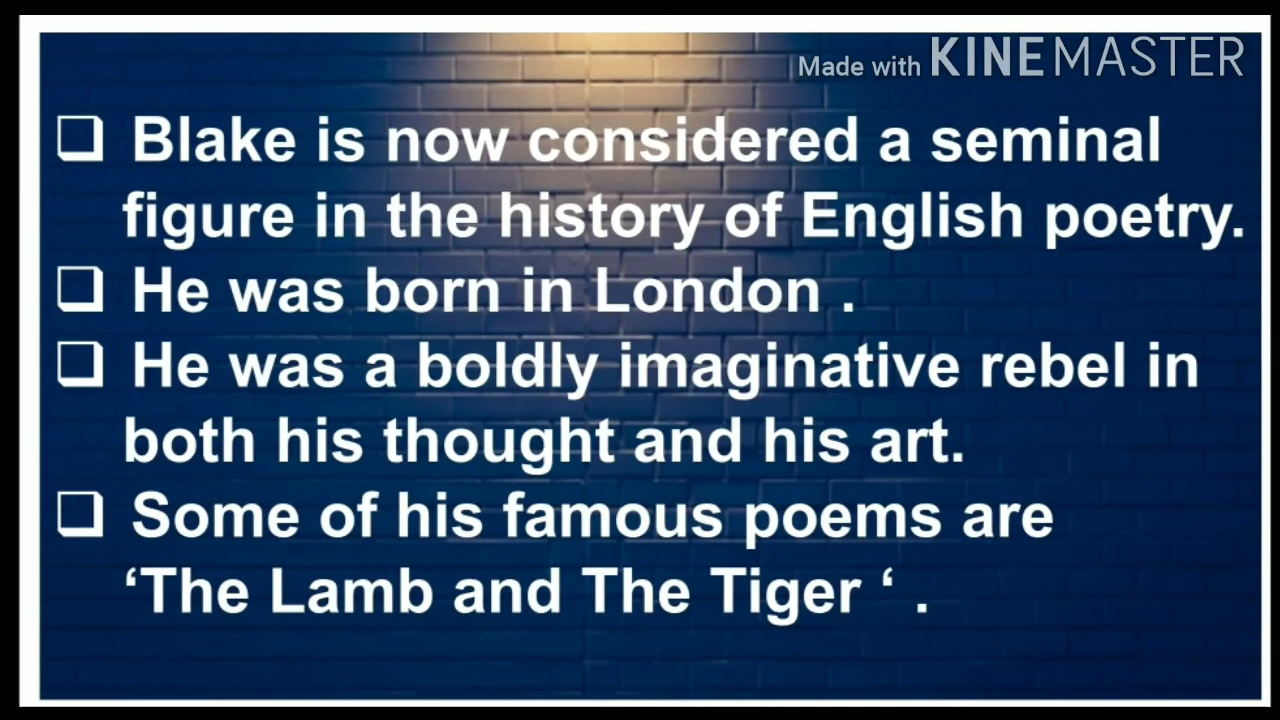 Made with KINEMASTER
❑ Blake is now considered a seminal
figure in the history of English poetry.
❑ He was born in London .
❑ He was a boldly imaginative rebel in
both his thought and his art.
❑ Some of his famous poems are
‘The Lamb and The Tiger ‘ .